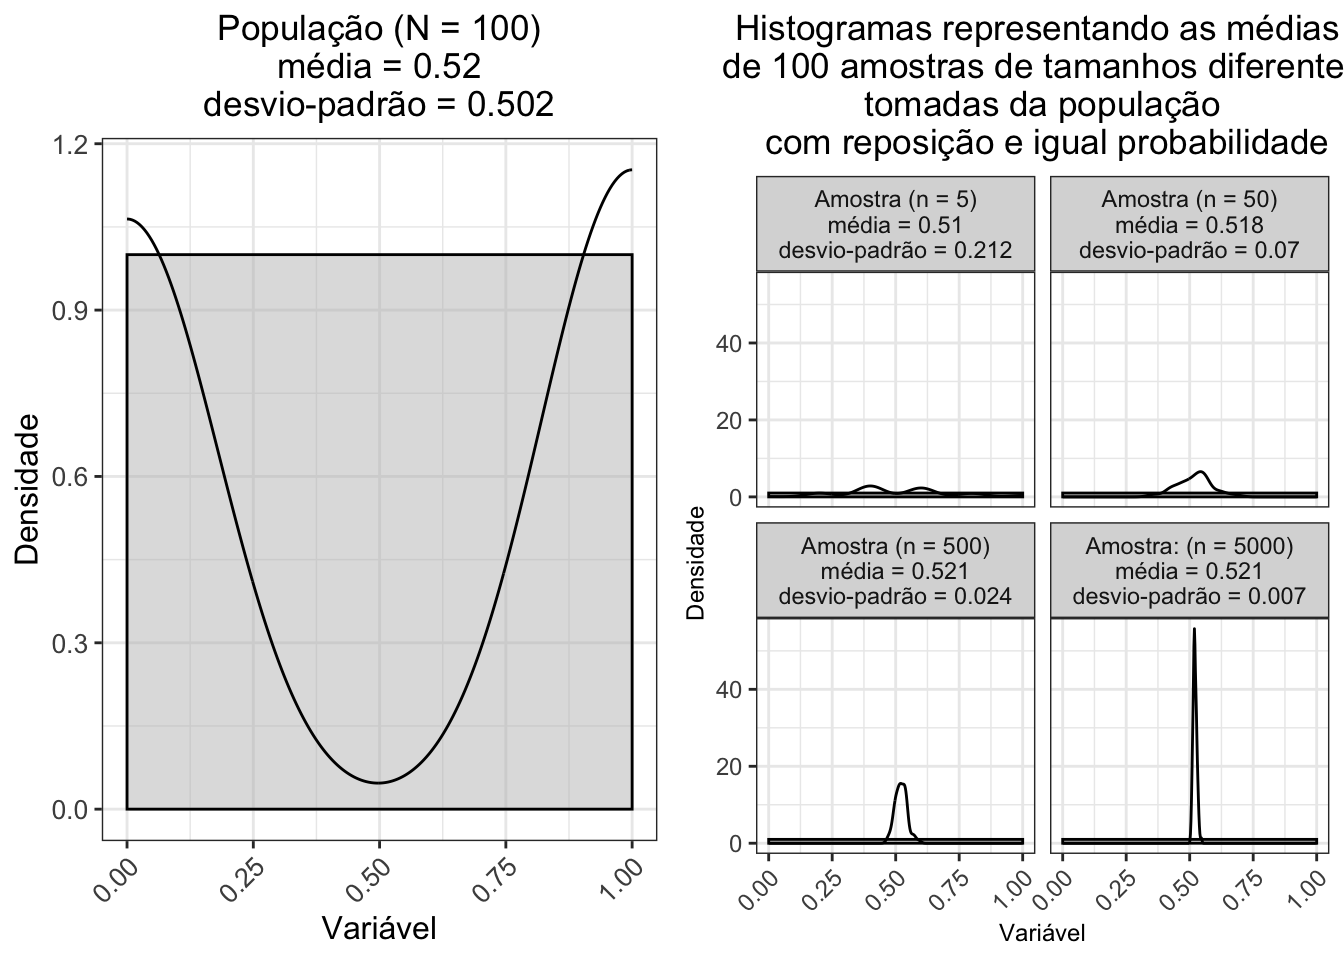 População (N = 100)
média = 0.52
desvio-padrão = 0.502
1.2
0.9
0.6
0.3
0.0
Densidade
0.00
0.25
0.50
0.75
1.00
Variável
Histogramas representando as médias
de 100 amostras de tamanhos diferente
tomadas da população
com reposição e igual probabilidade
Amostra (n = 5)
média = 0.51
desvio-padrão = 0.212
Amostra (n = 50)
média = 0.518
desvio-padrão = 0.07
40
20
0
Amostra (n = 500)
média = 0.521
desvio-padrão = 0.024
Amostra: (n = 5000)
média = 0.521
desvio-padrão = 0.007
40
20
0
Densidade
0.00
0.25
0.50
0.75
1.00
0.00
0.25
0.50
0.75
1.00
Variável